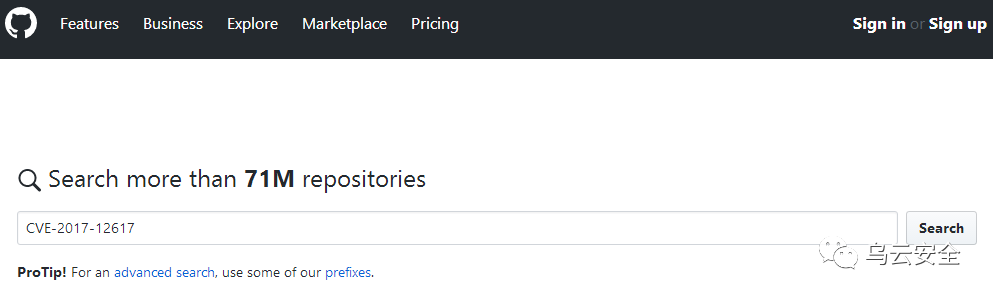 Features Business Explore Marketplace Pricing Sign in or Sign up
Search more than 71M repositories
CVE-2017-12617 Search
ProTip! For an advanced search, use some of our prefixes.
乌云安全